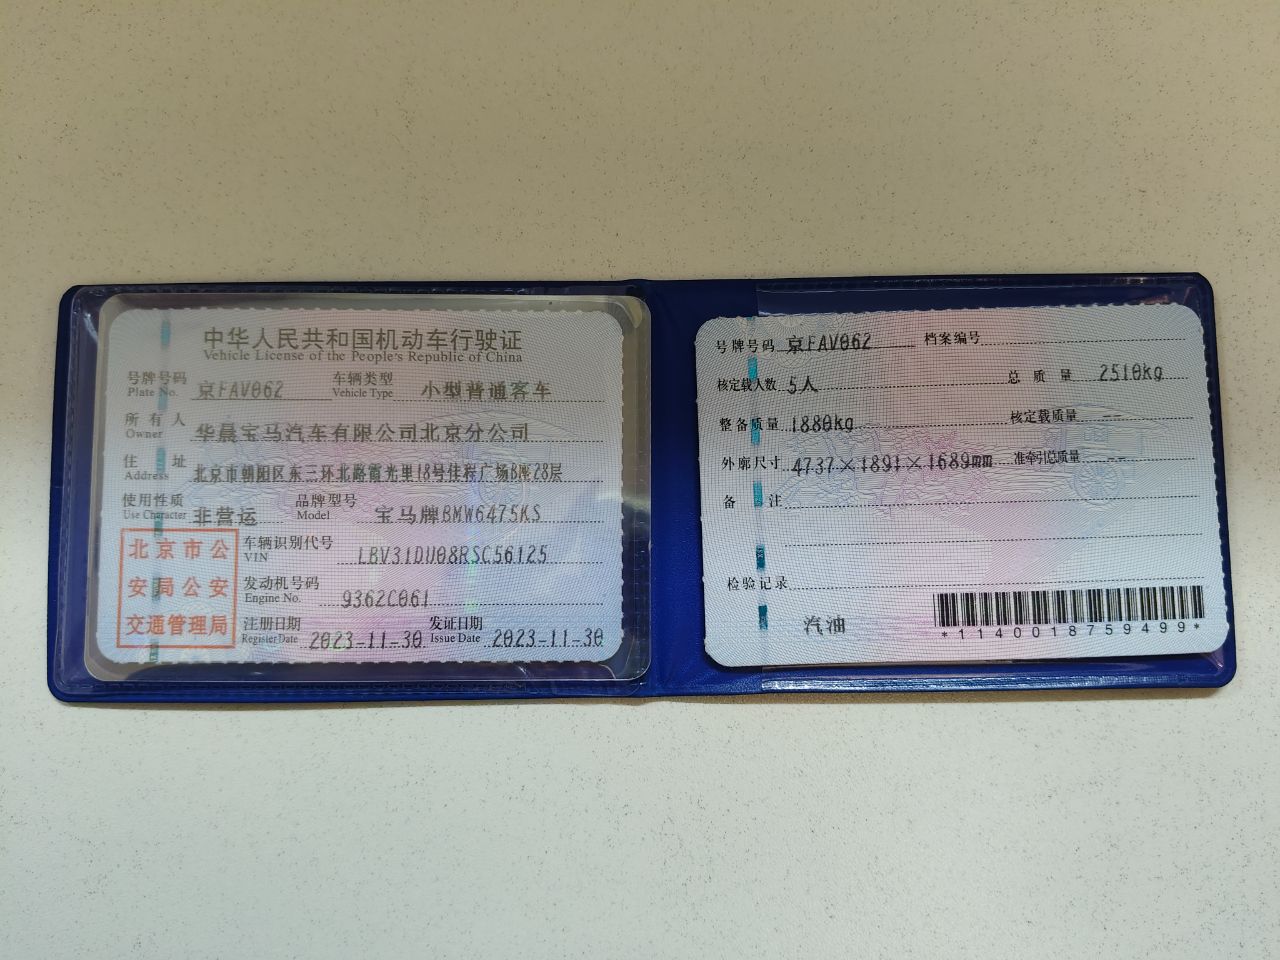 中华人民共和国机动车行驶证
Vehicle License of the People's Republic of China
号牌号码 京FAV062 车辆类型 小型普通客车
Plate No. Vehicle Type
所有人 华晨宝马汽车有限公司北京分公司
Owner
住址 北京市朝阳区东三环北路霞光里18号佳程广场B座28层
Address
使用性质 非营运 品牌型号 宝马牌BMW6475KS
Use Character Model
北京市公
安局公安
交通管理局
车辆识别代号 LBV31DU08RSC56125
VIN
发动机号码 9362C061
Engine No.
注册日期 2023-11-30 发证日期 2023-11-30
Register Date Issue Date
号牌号码 京FAV062 档案编号
核定载人数 5人 总质量 2510kg
整备质量 1880kg 核定载质量 --
外廓尺寸 4737×1891×1689mm 准牵引总质量 --
备注
检验记录
汽油
*1140018759499*